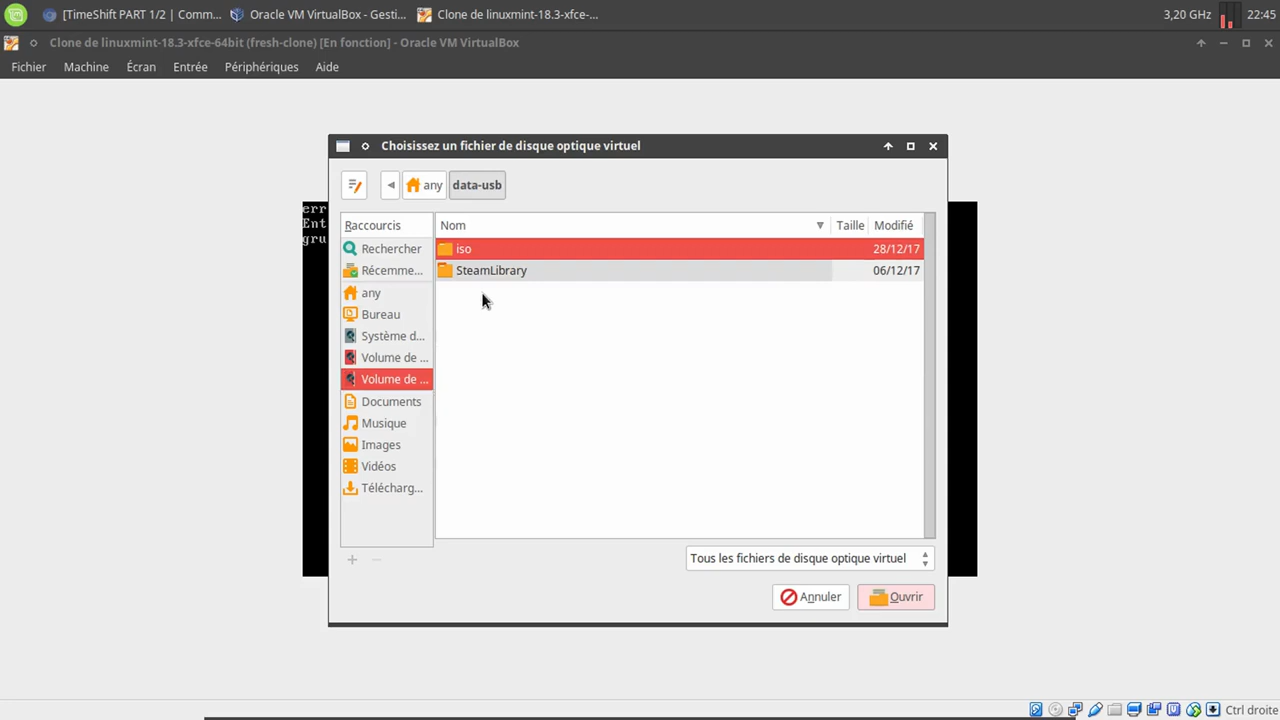 [TimeShift PART 1/2] | Comm...
Oracle VM VirtualBox - Gesti...
Clone de linuxmint-18.3-xfce-...
3,20 GHz
22:45
Clone de linuxmint-18.3-xfce-64bit (fresh-clone) [En fonction] - Oracle VM VirtualBox
Fichier Machine Écran Entrée Périphériques Aide
Choisissez un fichier de disque optique virtuel
any data-usb
err
Ent
gru
Raccourcis
Rechercher
Récemme...
any
Bureau
Système d...
Volume de ...
Volume de ...
Documents
Musique
Images
Vidéos
Télécharg...
Nom Taille Modifié
iso 28/12/17
SteamLibrary 06/12/17
Tous les fichiers de disque optique virtuel
Annuler Ouvrir
Ctrl droite